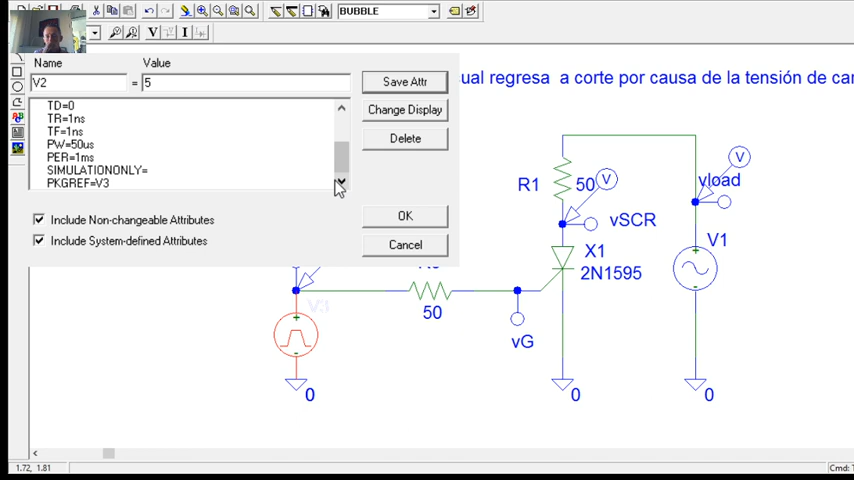 BUBBLE
V
I
Name
Value
V2
=
5
Save Attr
TD=0
TR=1ns
TF=1ns
PW=50us
PER=1ms
SIMULATIONONLY=
PKGREF=V3
Change Display
Delete
Include Non-changeable Attributes
Include System-defined Attributes
OK
Cancel
regresa a corte por causa de la tensión de
V
V
R1
50
vload
vSCR
X1
2N1595
V1
V3
50
vG
0
0
0
1.72, 1.81
Cmd: